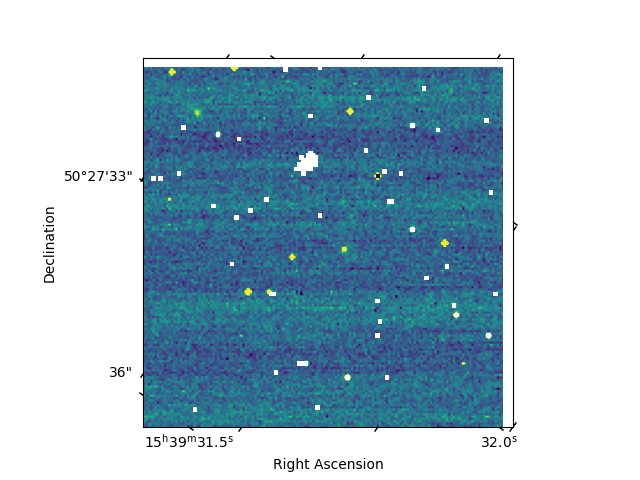 50°27'33"
Declination
36"
15ʰ39ᵐ31.5ˢ
32.0ˢ
Right Ascension